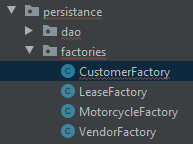 persistance
dao
factories
CustomerFactory
LeaseFactory
MotorcycleFactory
VendorFactory